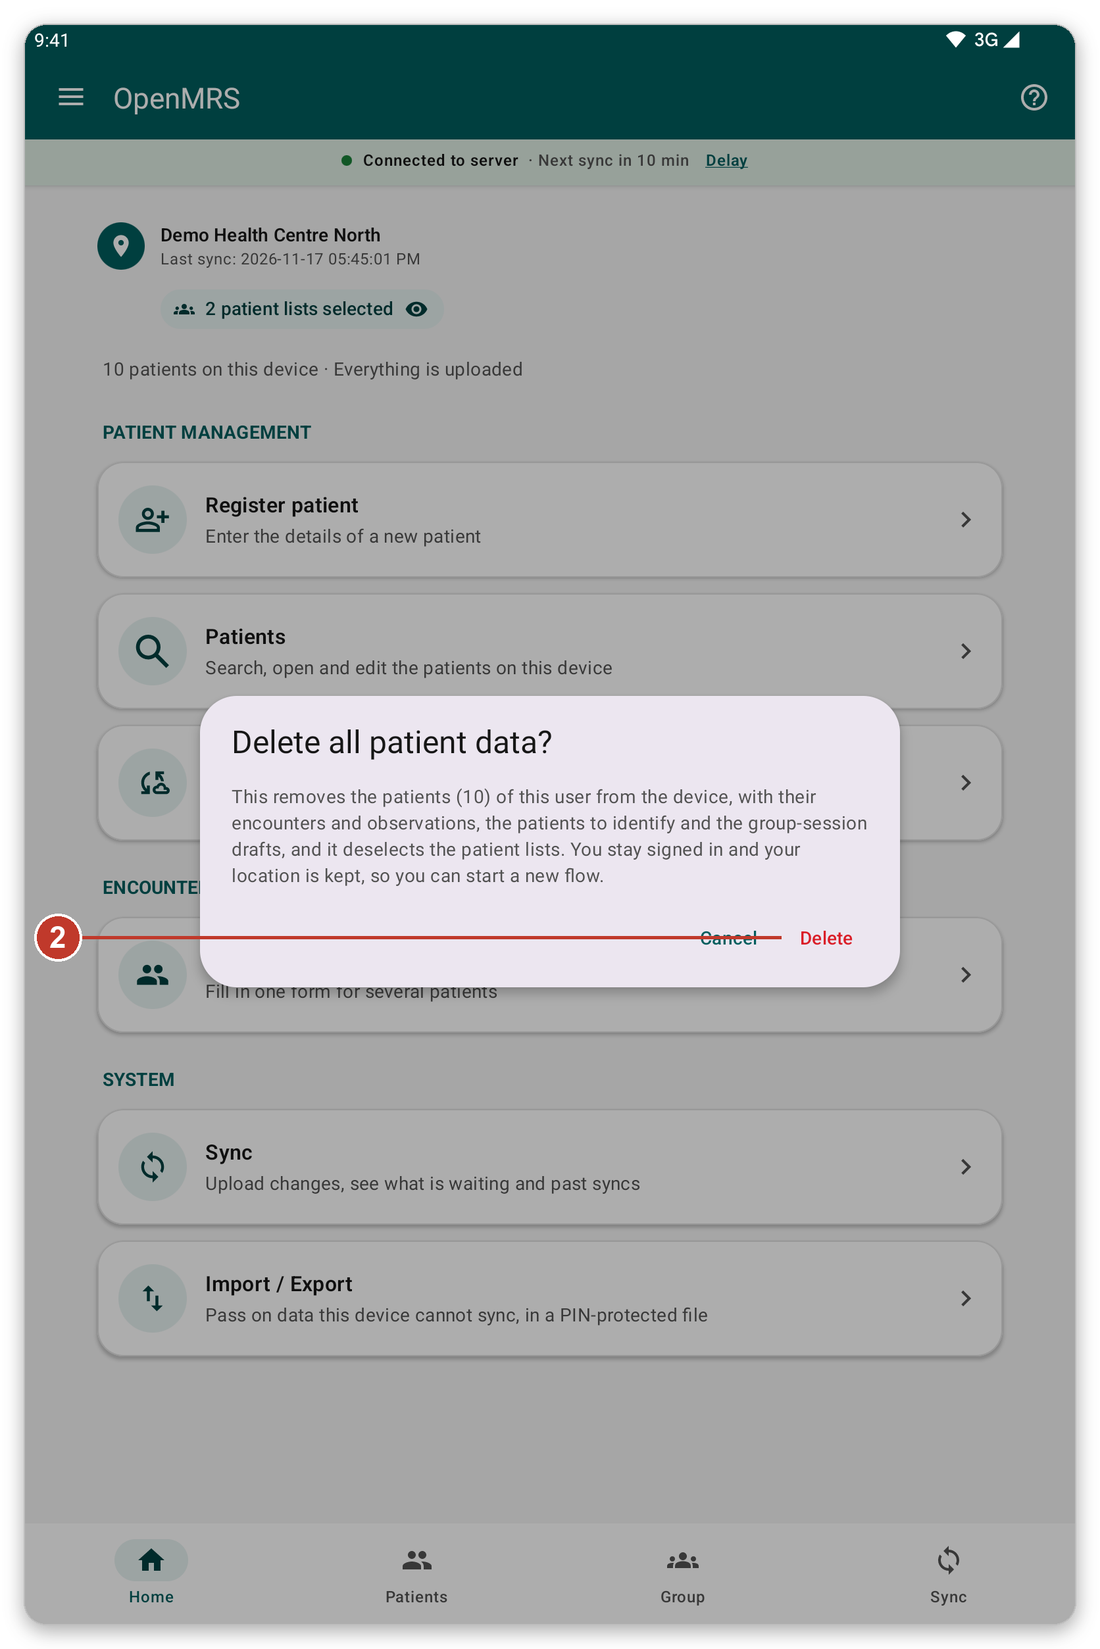 9:41
3G
OpenMRS
Connected to server · Next sync in 10 min Delay
Demo Health Centre North
Last sync: 2026-11-17 05:45:01 PM
2 patient lists selected
10 patients on this device · Everything is uploaded
PATIENT MANAGEMENT
Register patient
Enter the details of a new patient
Patients
Search, open and edit the patients on this device
Delete all patient data?
This removes the patients (10) of this user from the device, with their
encounters and observations, the patients to identify and the group-session
drafts, and it deselects the patient lists. You stay signed in and your
location is kept, so you can start a new flow.
ENCOUNTE
2
Cancel Delete
Fill in one form for several patients
SYSTEM
Sync
Upload changes, see what is waiting and past syncs
Import / Export
Pass on data this device cannot sync, in a PIN-protected file
Home Patients Group Sync